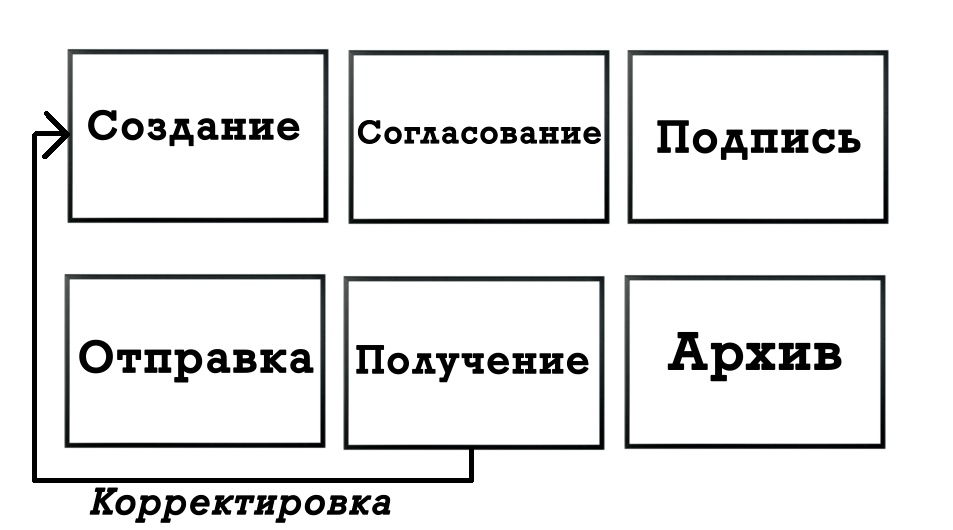 Создание
Согласование
Подпись
Отправка
Получение
Архив
Корректировка